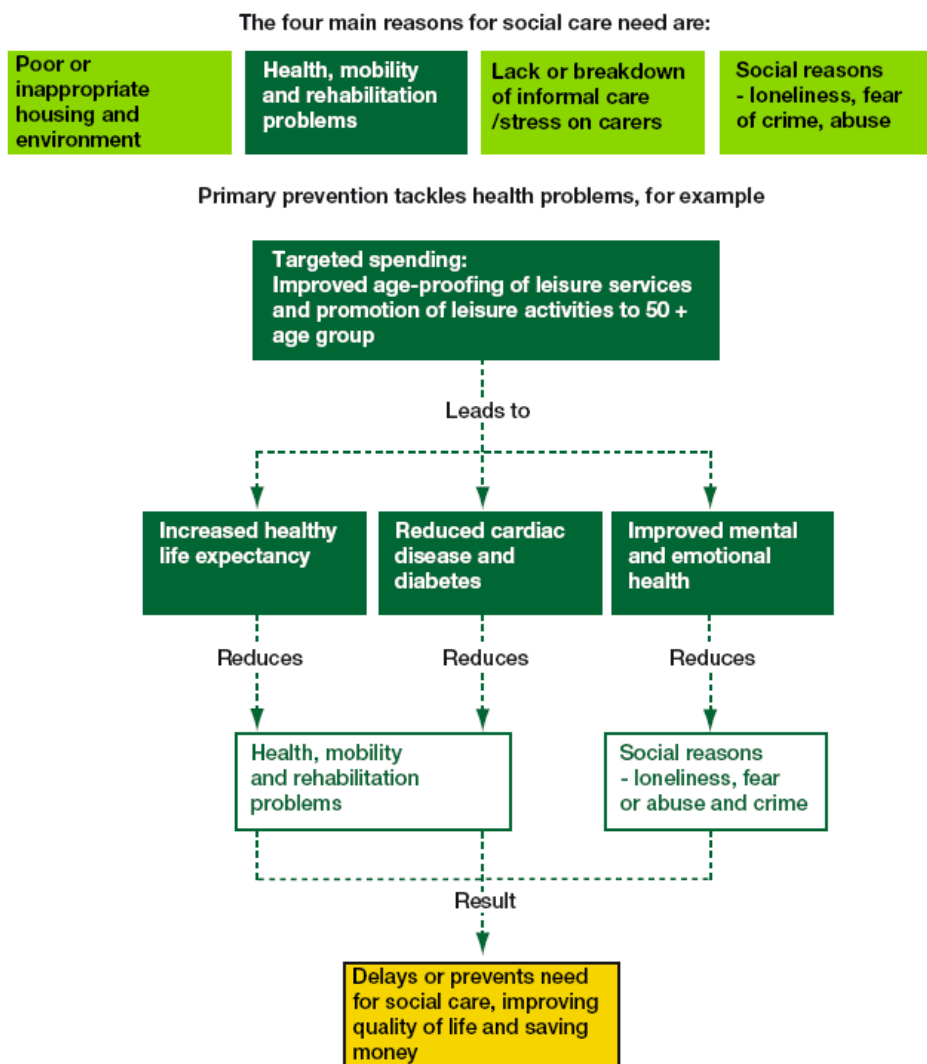 The four main reasons for social care need are:
Poor or
inappropriate
housing and
environment
Health, mobility
and rehabilitation
problems
Lack or breakdown
of informal care
/stress on carers
Social reasons
- loneliness, fear
of crime, abuse
Primary prevention tackles health problems, for example
Targeted spending:
Improved age-proofing of leisure services
and promotion of leisure activities to 50 +
age group
Leads to
Increased healthy
life expectancy
Reduced cardiac
disease and
diabetes
Improved mental
and emotional
health
Reduces
Reduces
Reduces
Health, mobility
and rehabilitation
problems
Social reasons
- loneliness, fear
or abuse and crime
Result
Delays or prevents need
for social care, improving
quality of life and saving
money